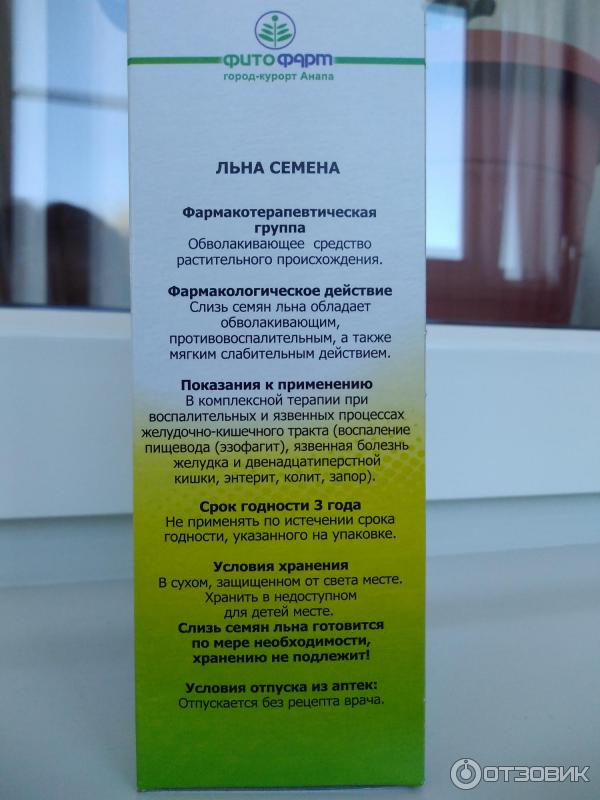 фитофарм
город-курорт Анапа
ЛЬНА СЕМЕНА
Фармакотерапевтическая
группа
Обволакивающее средство
растительного происхождения.
Фармакологическое действие
Слизь семян льна обладает
обволакивающим,
противовоспалительным, а также
мягким слабительным действием.
Показания к применению
В комплексной терапии при
воспалительных и язвенных процессах
желудочно-кишечного тракта (воспаление
пищевода (эзофагит), язвенная болезнь
желудка и двенадцатиперстной
кишки, энтерит, колит, запор).
Срок годности 3 года
Не применять по истечении срока
годности, указанного на упаковке.
Условия хранения
В сухом, защищенном от света месте.
Хранить в недоступном
для детей месте.
Слизь семян льна готовится
по мере необходимости,
хранению не подлежит!
Условия отпуска из аптек:
Отпускается без рецепта врача.
ОТЗОВИК